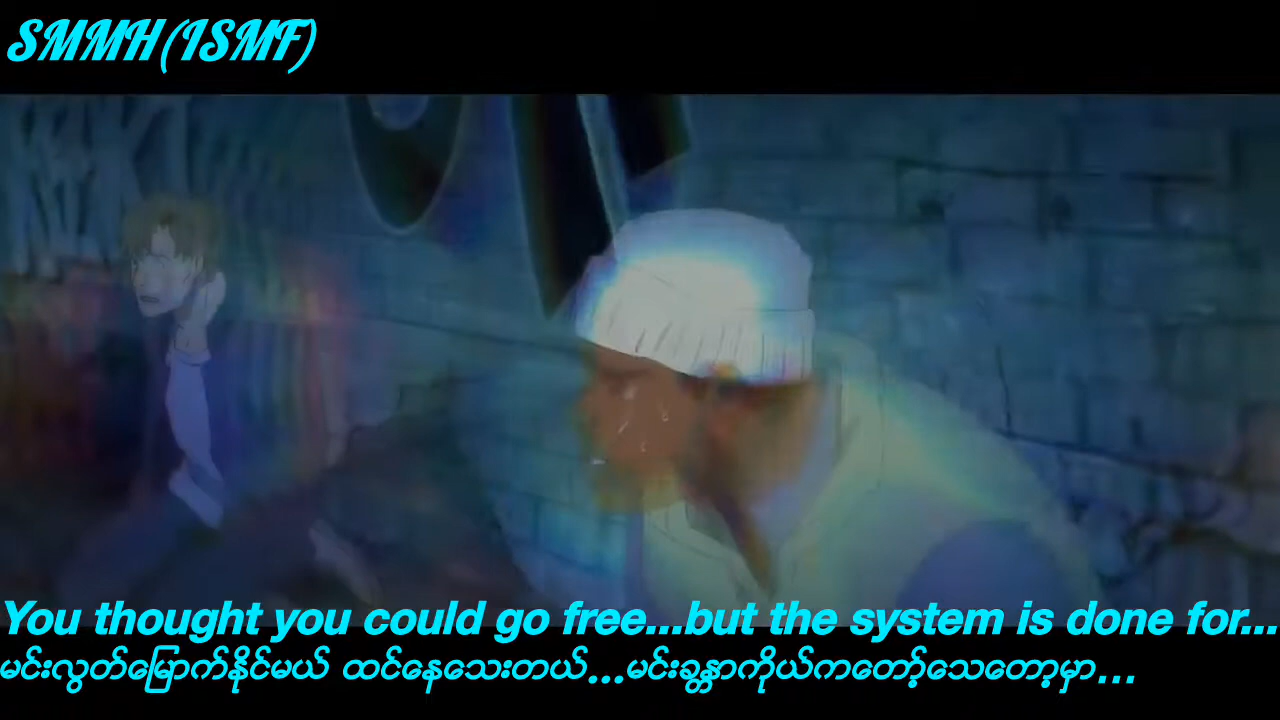 SMMH(ISMF)
You thought you could go free...but the system is done for...
မင်းလွတ်မြောက်နိုင်မယ် ထင်နေသေးတယ်...မင်းခန္တာကိုယ်ကတော့်သေတော့မှာ...